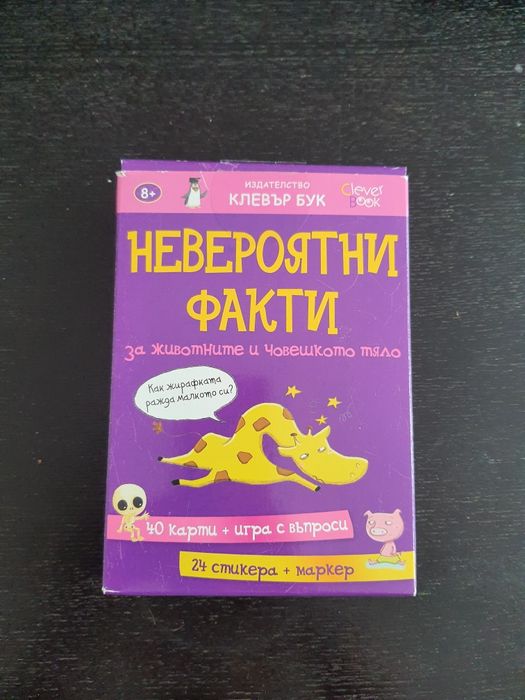 8+
ИЗДАТЕЛСТВО
КЛЕВЪР БУК
Clever
Book
НЕВЕРОЯТНИ
ФАКТИ
за животните и човешкото тяло
Как жирафката
ражда малкото си?
40 карти + игра с въпроси
24 стикера + маркер